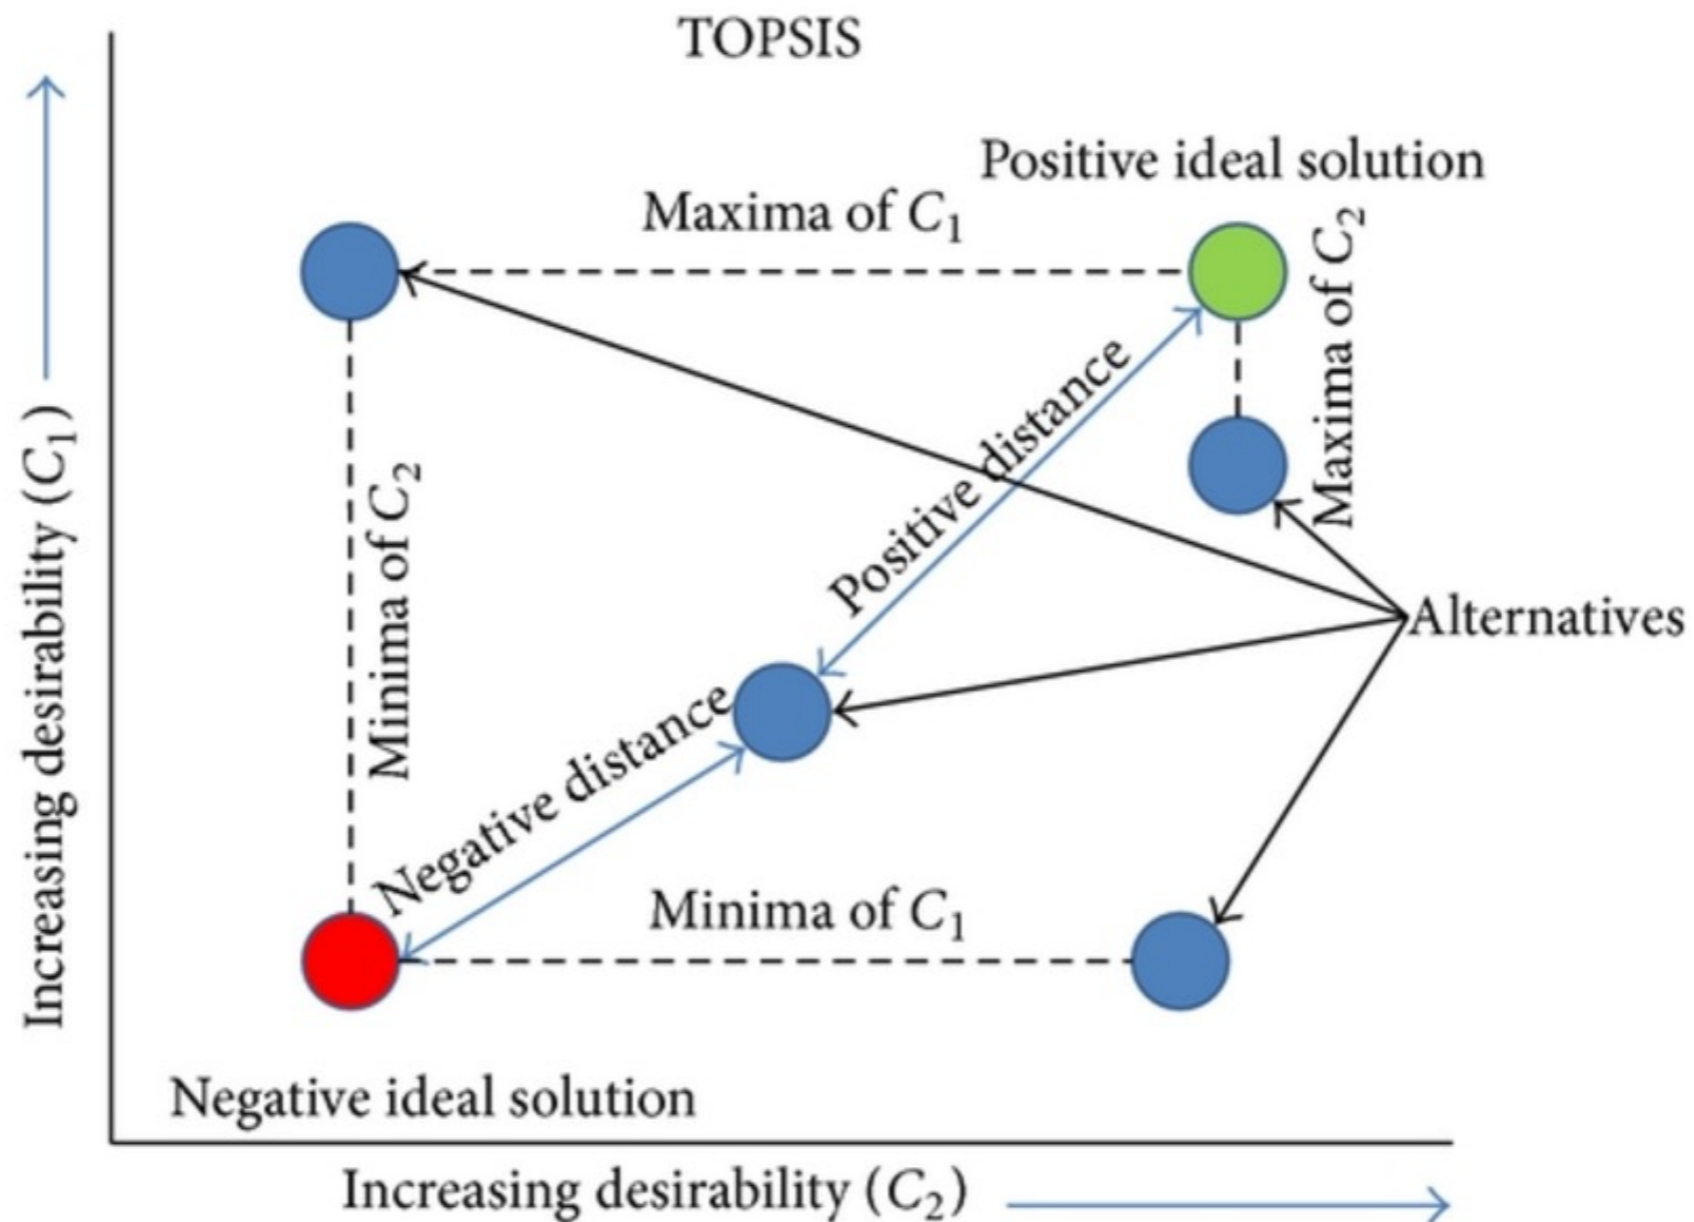 TOPSIS
Positive ideal solution
Maxima of C₁
Maxima of C₂
Increasing desirability (C₁)
Minima of C₂
Positive distance
Alternatives
Negative distance
Minima of C₁
Negative ideal solution
Increasing desirability (C₂)